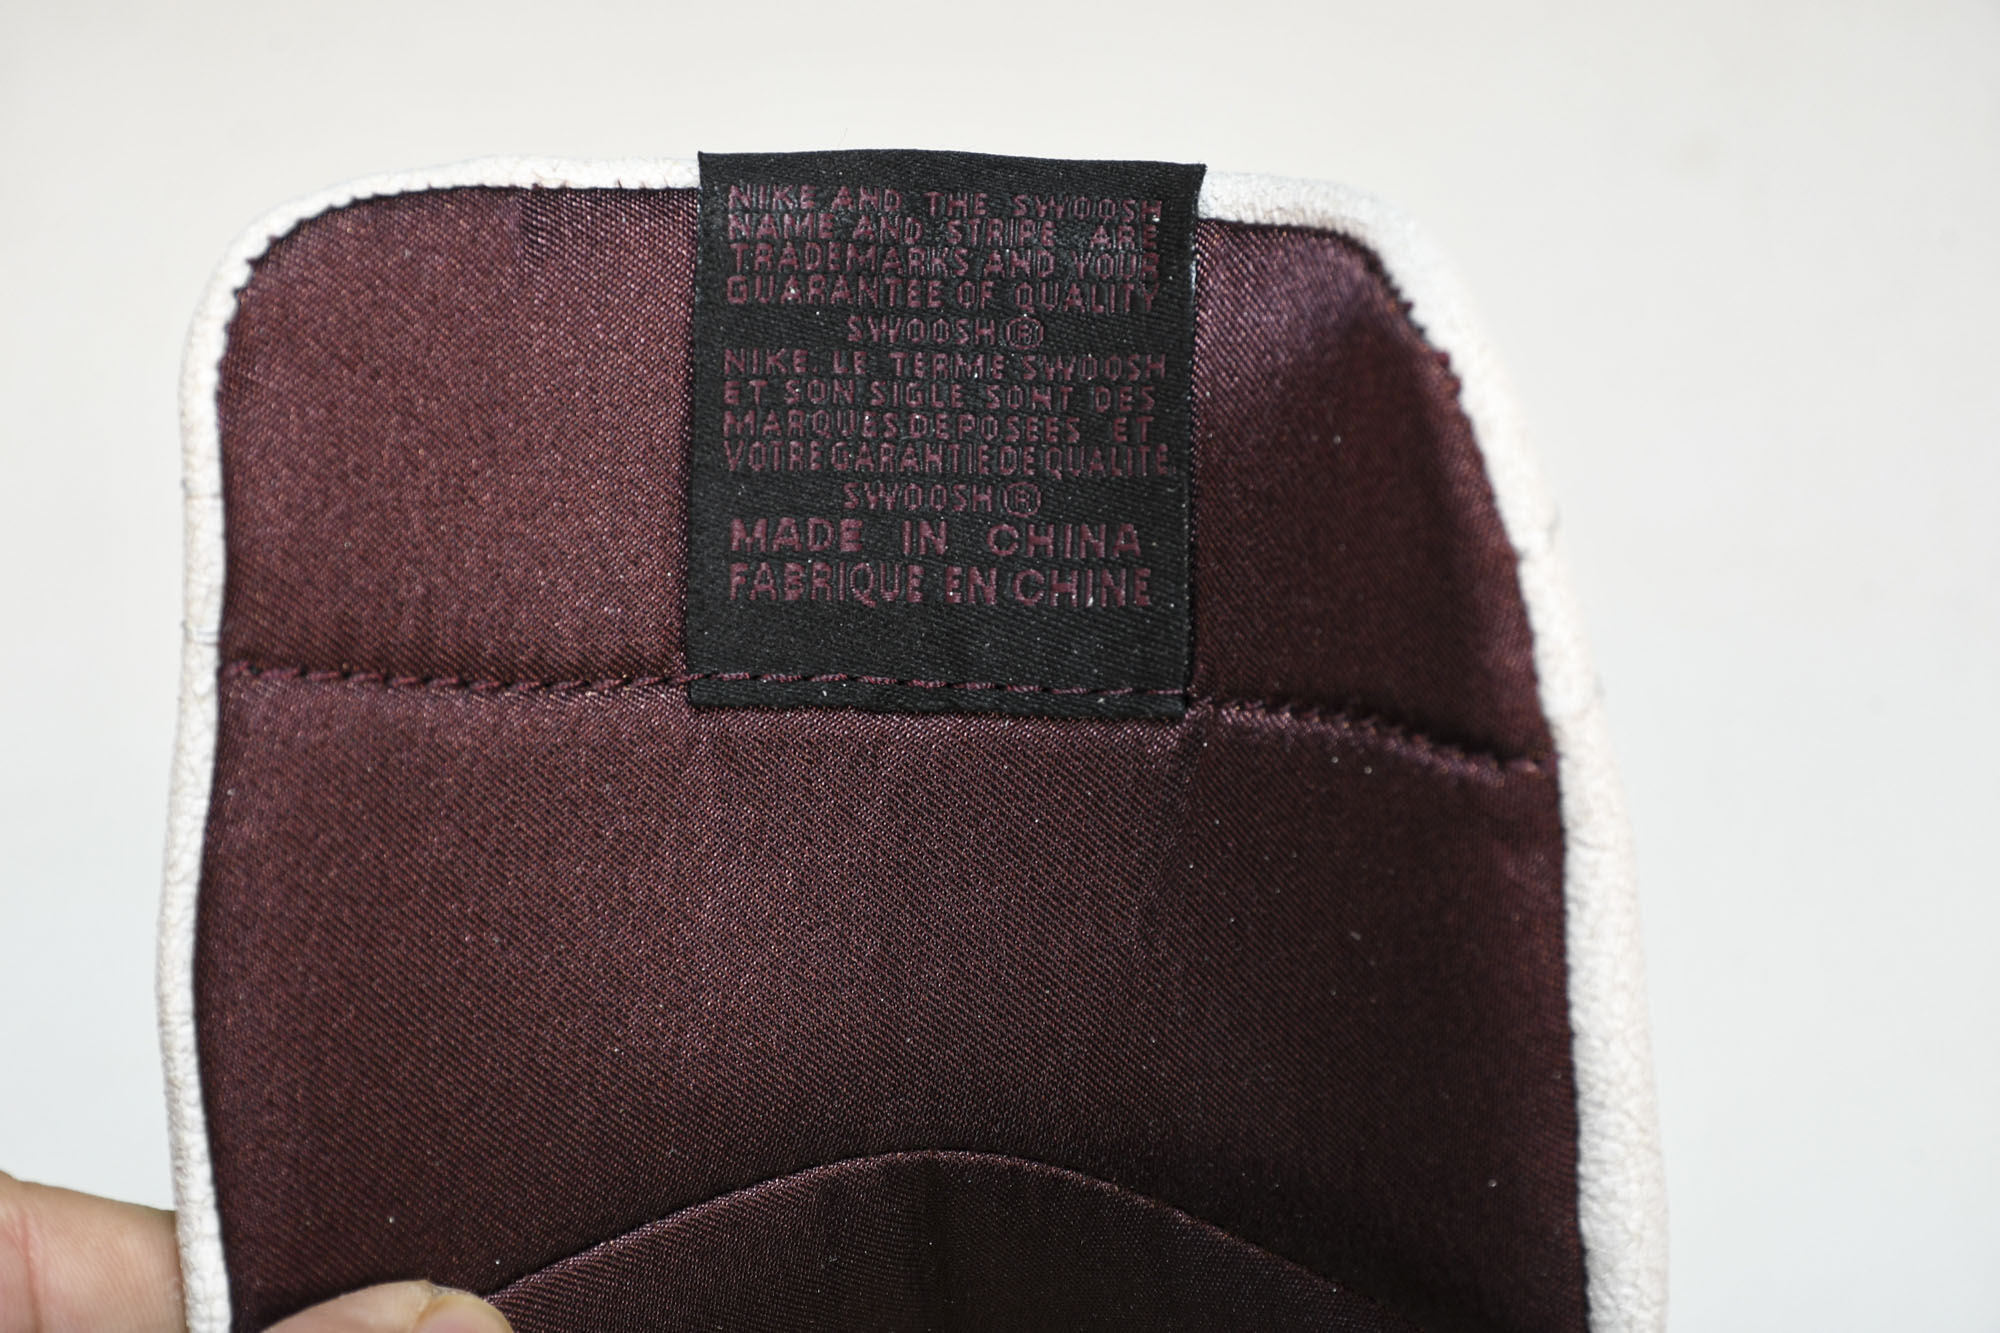 NIKE AND THE SWOOSH
NAME AND STRIPE ARE
TRADEMARKS AND YOUR
GUARANTEE OF QUALITY
SWOOSH®
NIKE. LE TERME SWOOSH
ET SON SIGLE SONT DES
MARQUES DEPOSEES ET
VOTRE GARANTIE DE QUALITÉ
SWOOSH®
MADE IN CHINA
FABRIQUE EN CHINE